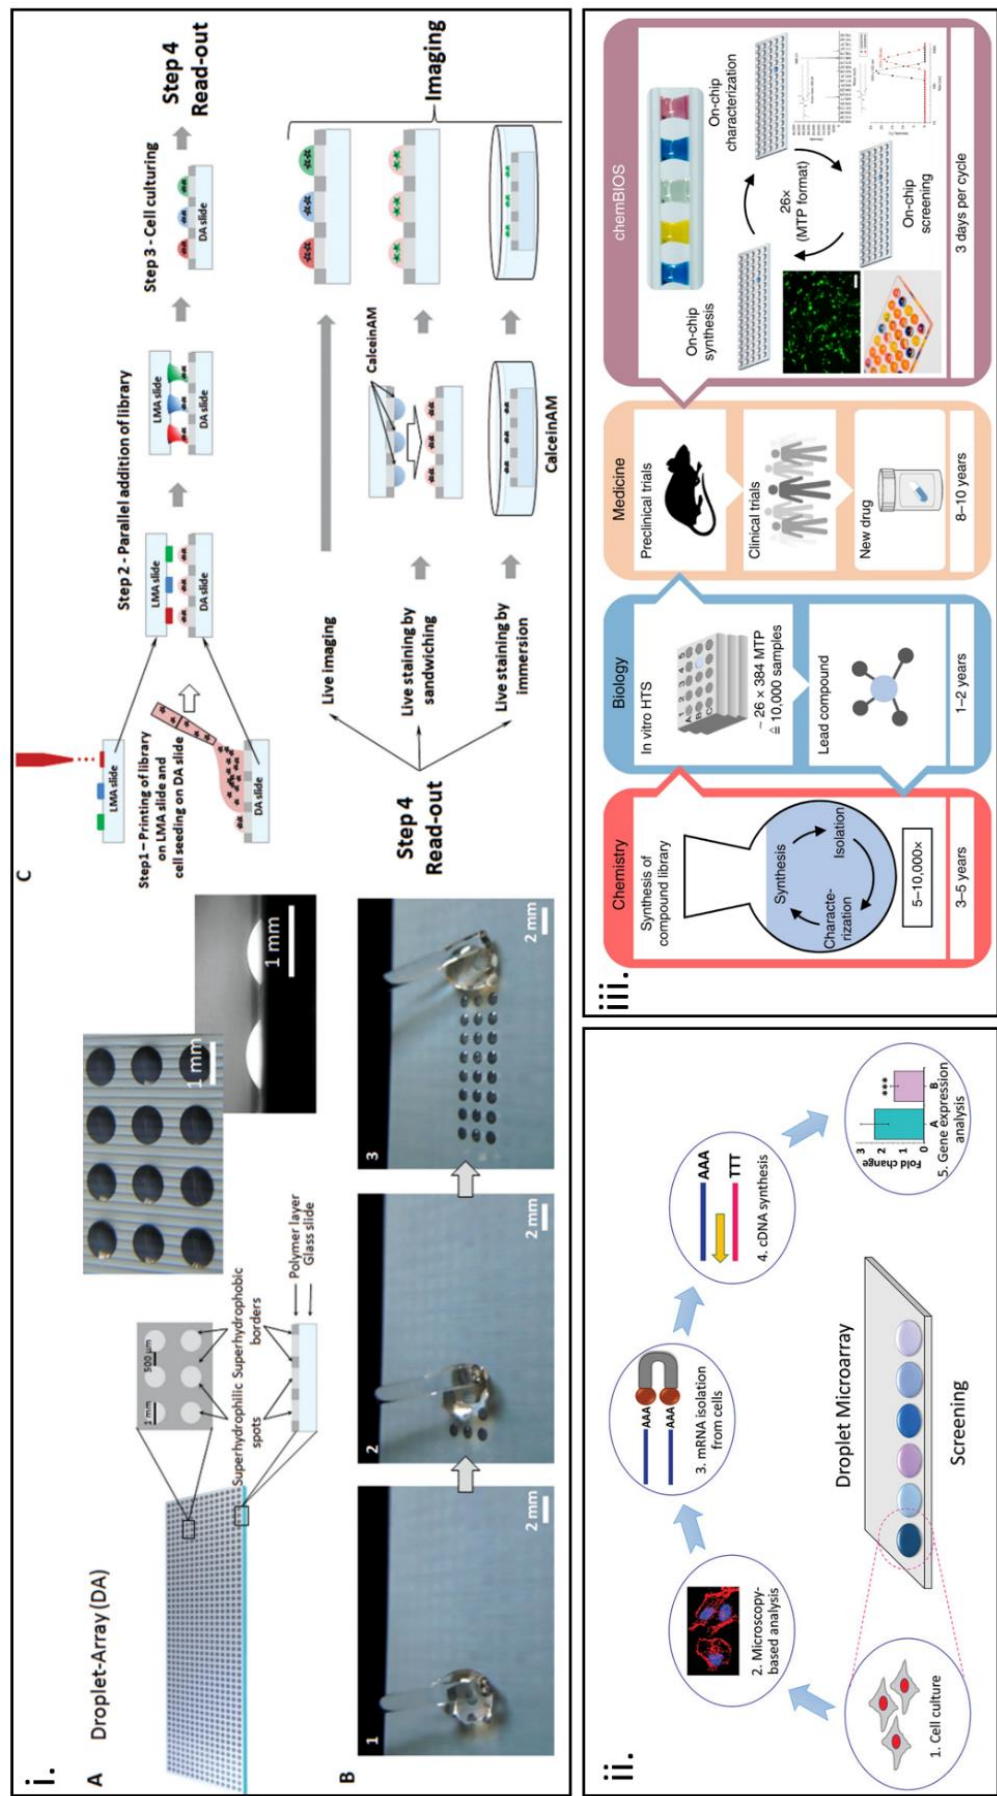 i.
A
Droplet-Array (DA)
1 mm
500 µm
Superhydrophilic
spots
Superhydrophobic
borders
Polymer layer
Glass slide
1 mm
1 mm
B
1
2 mm
2
2 mm
3
2 mm
C
Step1 – Printing of library
on LMA slide and
cell seeding on DA slide
LMA slide
DA slide
Step 2 - Parallel addition of library
LMA slide
DA slide
LMA slide
DA slide
Step 3 - Cell culturing
DA slide
Step 4
Read-out
Step 4
Read-out
Live imaging
Live staining by
sandwiching
Live staining by
immersion
CalceinAM
CalceinAM
Imaging
ii.
1. Cell culture
2. Microscopy-
based analysis
AAA
AAA
3. mRNA isolation
from cells
AAA
TTT
4. cDNA synthesis
Fold change
3
2
1
0
***
A
B
5. Gene expression
analysis
Droplet Microarray
Screening
iii.
Chemistry
Synthesis of
compound library
Synthesis
Isolation
Characte-
rization
5–10,000×
3–5 years
Biology
In vitro HTS
1 2 3 4 5
A
B
C
~ 26 × 384 MTP
≙ 10,000 samples
Lead compound
1–2 years
Medicine
Preclinical trials
Clinical trials
New drug
8–10 years
chemBIOS
On-chip
synthesis
On-chip
characterization
26×
(MTP format)
On-chip
screening
3 days per cycle